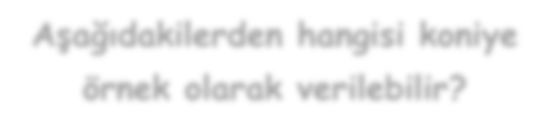 Aşağıdakilerden hangisi koniye
örnek olarak verilebilir?